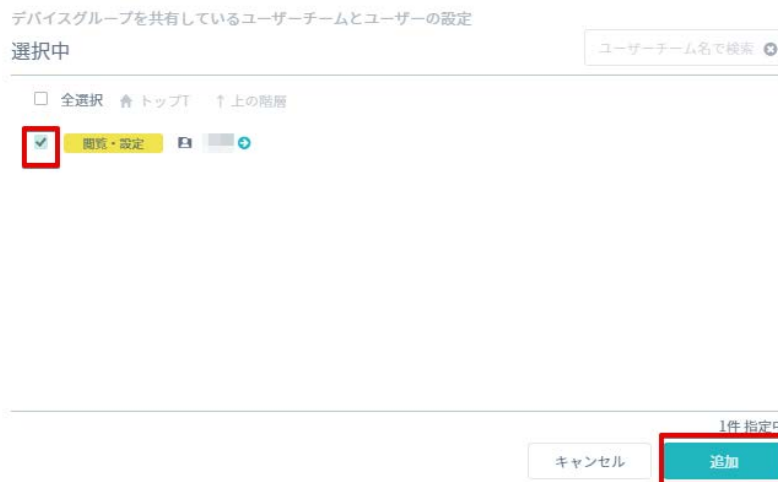 デバイスグループを共有しているユーザーチームとユーザーの設定
選択中
ユーザーチーム名で検索
全選択 トップT ↑上の階層
閲覧・設定
1件 指定中
キャンセル 追加